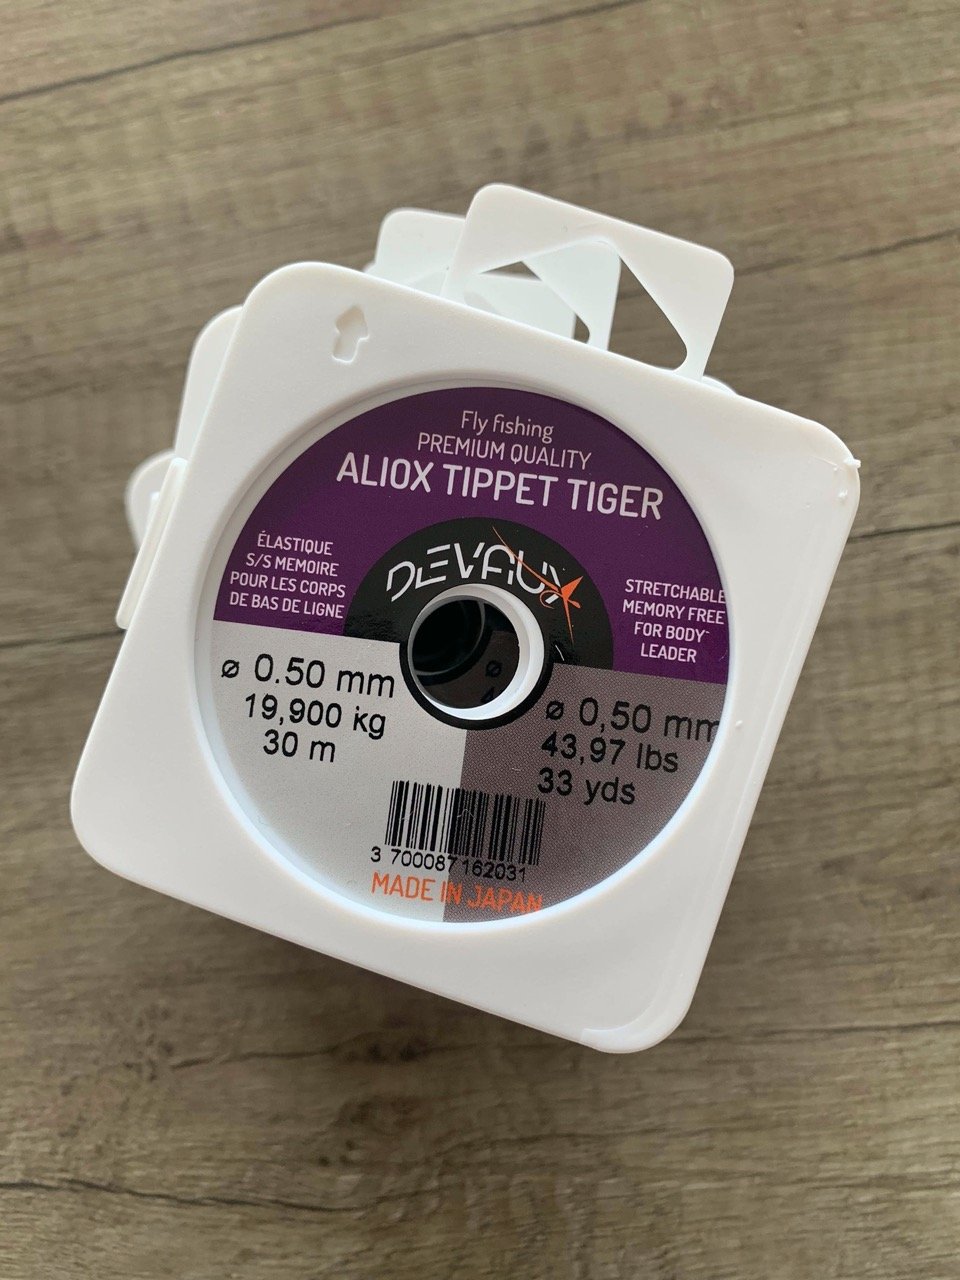 Fly fishing
PREMIUM QUALITY
ALIOX TIPPET TIGER
DEVAUX
ÉLASTIQUE
S/S MEMOIRE
POUR LES CORPS
DE BAS DE LIGNE
STRETCHABLE
MEMORY FREE
FOR BODY
LEADER
ø 0.50 mm
19,900 kg
30 m
ø 0,50 mm
43,97 lbs
33 yds
3 700087 162031
MADE IN JAPAN